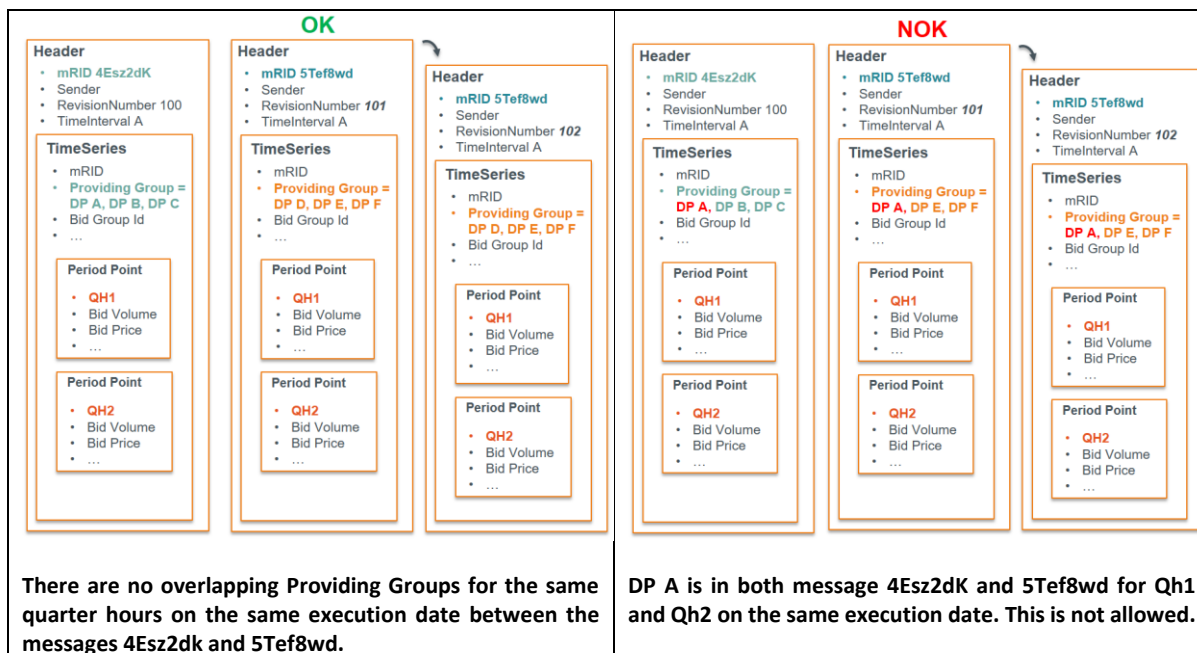 OK
Header
• mRID 4Esz2dK
• Sender
• RevisionNumber 100
• TimeInterval A
TimeSeries
• mRID
• Providing Group =
DP A, DP B, DP C
• Bid Group Id
• …
Period Point
• QH1
• Bid Volume
• Bid Price
• …
Period Point
• QH2
• Bid Volume
• Bid Price
• …
Header
• mRID 5Tef8wd
• Sender
• RevisionNumber 101
• TimeInterval A
TimeSeries
• mRID
• Providing Group =
DP D, DP E, DP F
• Bid Group Id
• …
Period Point
• QH1
• Bid Volume
• Bid Price
• …
Period Point
• QH2
• Bid Volume
• Bid Price
• …
Header
• mRID 5Tef8wd
• Sender
• RevisionNumber 102
• TimeInterval A
TimeSeries
• mRID
• Providing Group =
DP D, DP E, DP F
• Bid Group Id
• …
Period Point
• QH1
• Bid Volume
• Bid Price
• …
Period Point
• QH2
• Bid Volume
• Bid Price
• …
There are no overlapping Providing Groups for the same
quarter hours on the same execution date between the
messages 4Esz2dk and 5Tef8wd.
NOK
Header
• mRID 4Esz2dK
• Sender
• RevisionNumber 100
• TimeInterval A
TimeSeries
• mRID
• Providing Group =
DP A, DP B, DP C
• Bid Group Id
• …
Period Point
• QH1
• Bid Volume
• Bid Price
• …
Period Point
• QH2
• Bid Volume
• Bid Price
• …
Header
• mRID 5Tef8wd
• Sender
• RevisionNumber 101
• TimeInterval A
TimeSeries
• mRID
• Providing Group =
DP A, DP E, DP F
• Bid Group Id
• …
Period Point
• QH1
• Bid Volume
• Bid Price
• …
Period Point
• QH2
• Bid Volume
• Bid Price
• …
Header
• mRID 5Tef8wd
• Sender
• RevisionNumber 102
• TimeInterval A
TimeSeries
• mRID
• Providing Group =
DP A, DP E, DP F
• Bid Group Id
• …
Period Point
• QH1
• Bid Volume
• Bid Price
• …
Period Point
• QH2
• Bid Volume
• Bid Price
• …
DP A is in both message 4Esz2dK and 5Tef8wd for Qh1
and Qh2 on the same execution date. This is not allowed.